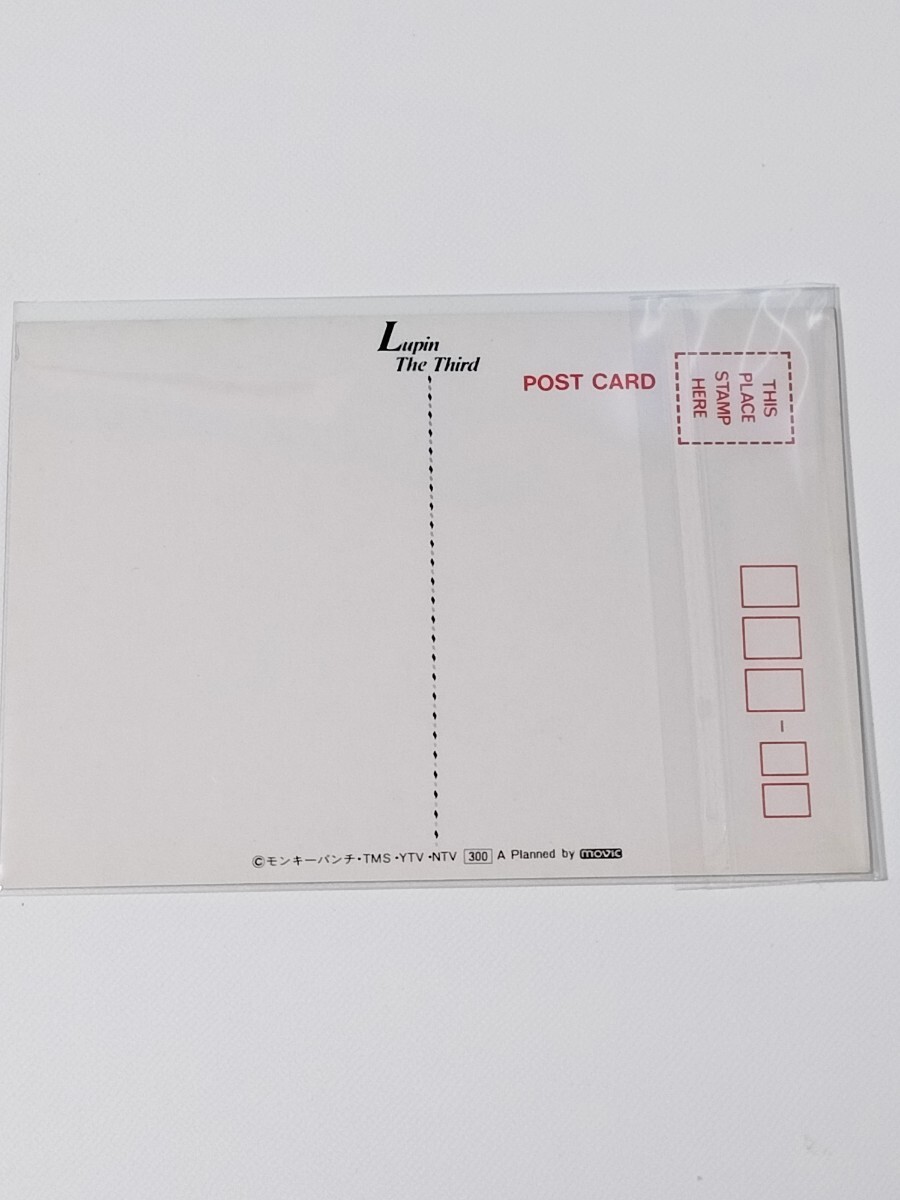 Lupin
The Third
POST CARD
THIS
PLACE
STAMP
HERE
-
©モンキーパンチ・TMS・YTV・NTV 300 A Planned by movic